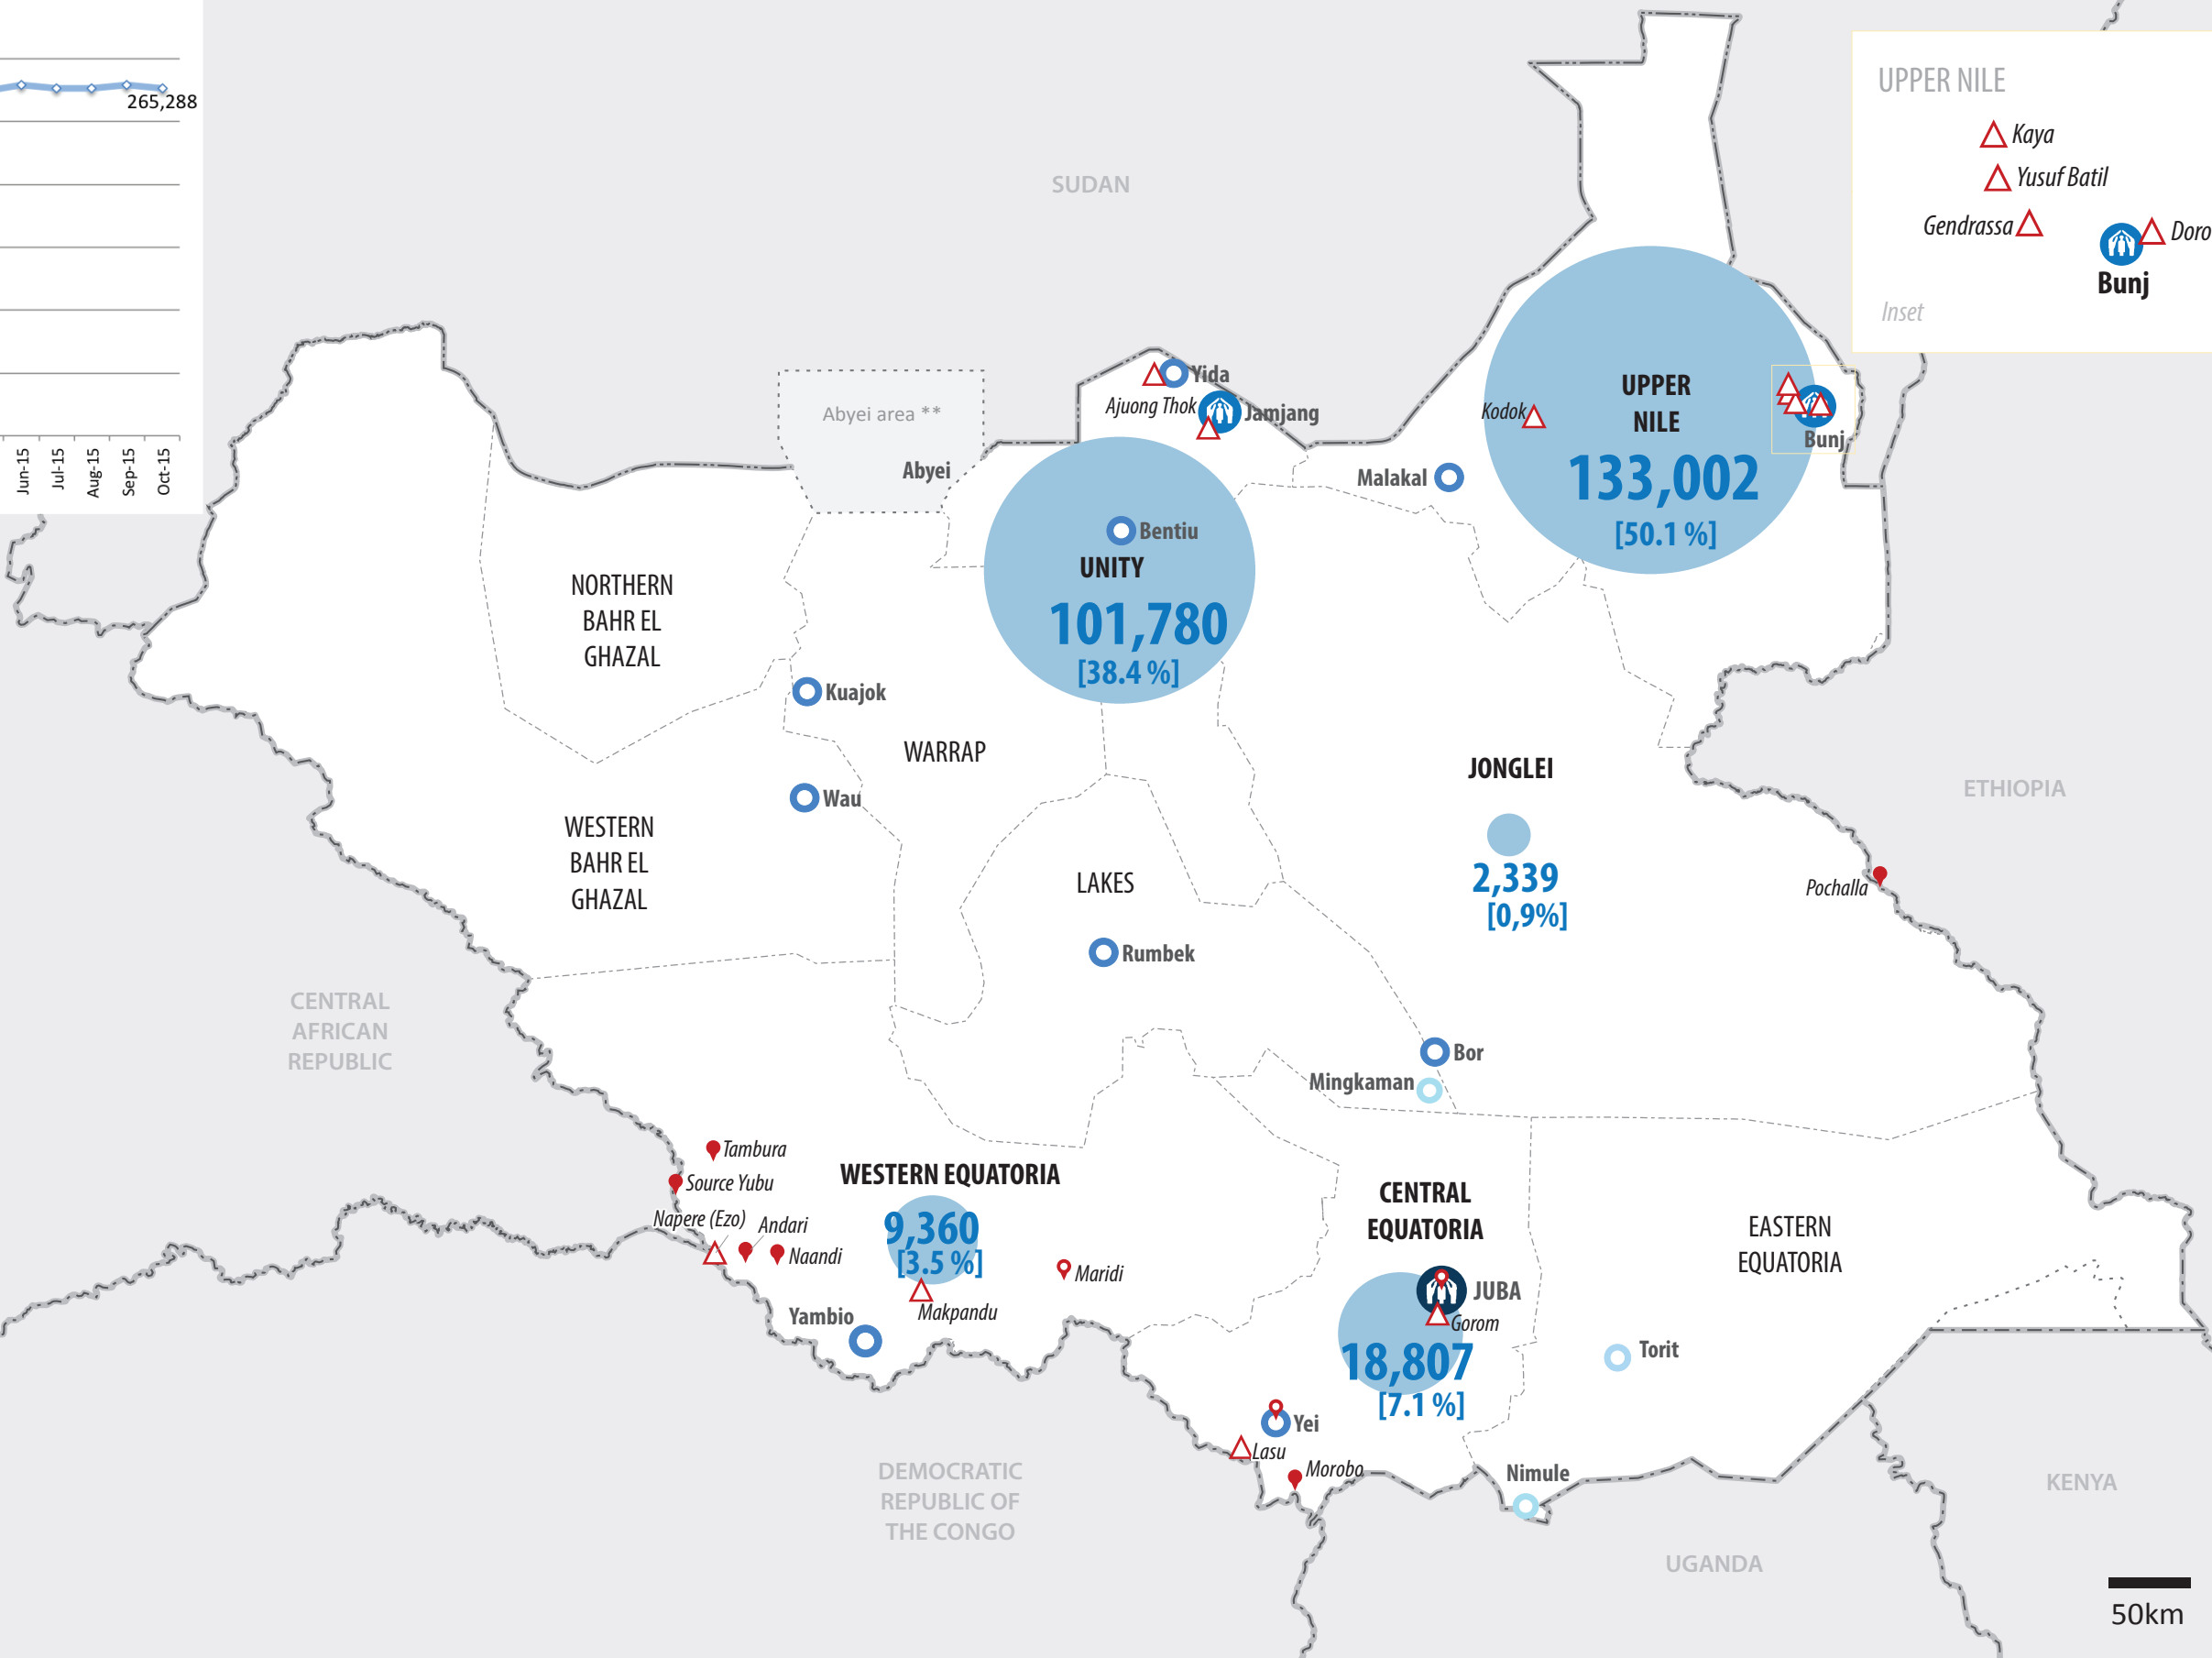 265,288
Jun-15
Jul-15
Aug-15
Sep-15
Oct-15
UPPER NILE
Kaya
Yusuf Batil
Gendrassa
Doro
Bunj
Inset
SUDAN
Abyei area **
Abyei
Yida
Ajuong Thok
Jamjang
Kodok
UPPER
NILE
133,002
[50.1 %]
Bunj
Malakal
Bentiu
UNITY
101,780
[38.4 %]
NORTHERN
BAHR EL
GHAZAL
Kuajok
WARRAP
Wau
WESTERN
BAHR EL
GHAZAL
JONGLEI
2,339
[0,9%]
ETHIOPIA
Pochalla
LAKES
Rumbek
CENTRAL
AFRICAN
REPUBLIC
Bor
Mingkaman
Tambura
Source Yubu
Napere (Ezo)
Andari
Naandi
WESTERN EQUATORIA
9,360
[3.5 %]
Makpandu
Maridi
Yambio
CENTRAL
EQUATORIA
JUBA
Gorom
18,807
[7.1 %]
EASTERN
EQUATORIA
Torit
Yei
Lasu
Morobo
Nimule
DEMOCRATIC
REPUBLIC OF
THE CONGO
KENYA
UGANDA
50km